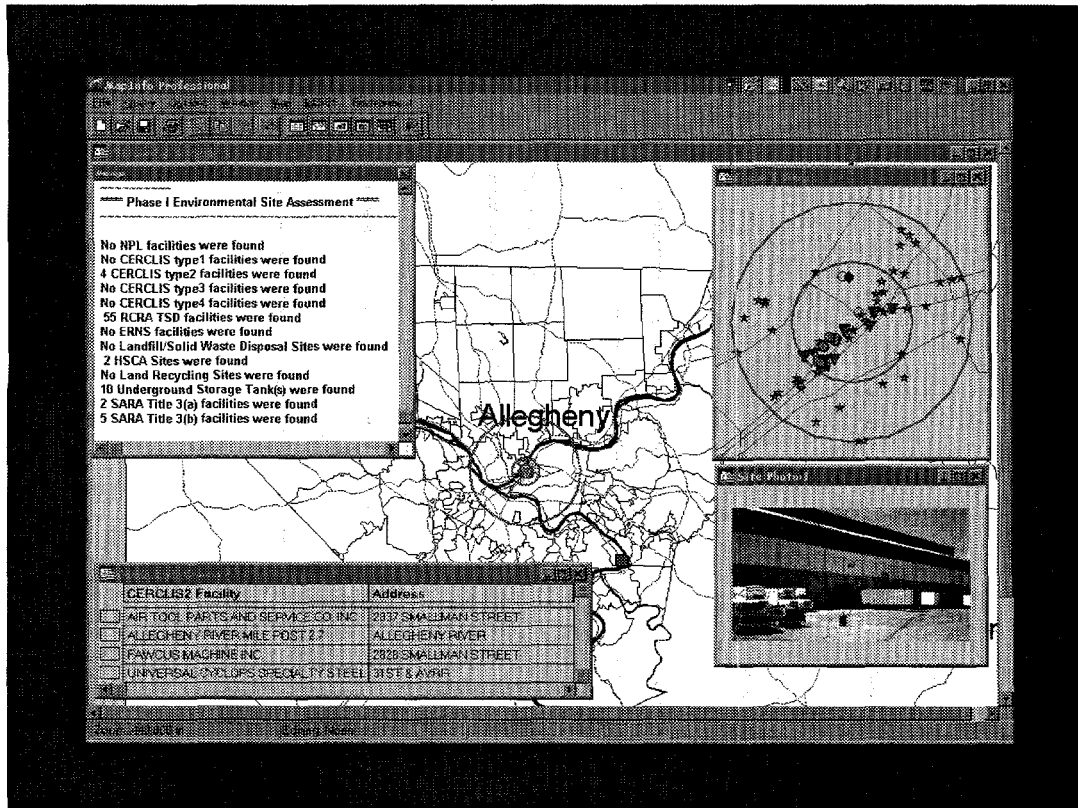 MapInfo Professional
==== Phase I Environmental Site Assessment ====
No NPL facilities were found
No CERCLIS type1 facilities were found
4 CERCLIS type2 facilities were found
No CERCLIS type3 facilities were found
No CERCLIS type4 facilities were found
55 RCRA TSD facilities were found
No ERNS facilities were found
No Landfill/Solid Waste Disposal Sites were found
2 HSCA Sites were found
No Land Recycling Sites were found
10 Underground Storage Tank(s) were found
2 SARA Title 3(a) facilities were found
5 SARA Title 3(b) facilities were found
Allegheny
Site Photo1
CERCLIS2 Facility Address
AIR TOOL PARTS AND SERVICE CO INC 2837 SMALLMAN STREET
ALLEGHENY RIVER MILE POST 2.7 ALLEGHENY RIVER
FAWCUS MACHINE INC 2828 SMALLMAN STREET
UNIVERSAL CYCLOPS SPECIALTY STEEL 31ST & AVRR